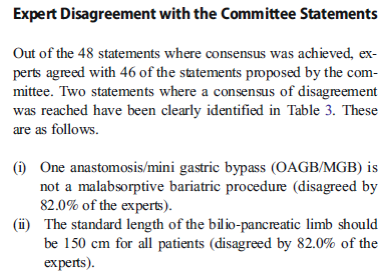 Expert Disagreement with the Committee Statements
Out of the 48 statements where consensus was achieved, ex-
perts agreed with 46 of the statements proposed by the com-
mittee. Two statements where a consensus of disagreement
was reached have been clearly identified in Table 3. These
are as follows.
(i) One anastomosis/mini gastric bypass (OAGB/MGB) is
not a malabsorptive bariatric procedure (disagreed by
82.0% of the experts).
(ii) The standard length of the bilio-pancreatic limb should
be 150 cm for all patients (disagreed by 82.0% of the
experts).